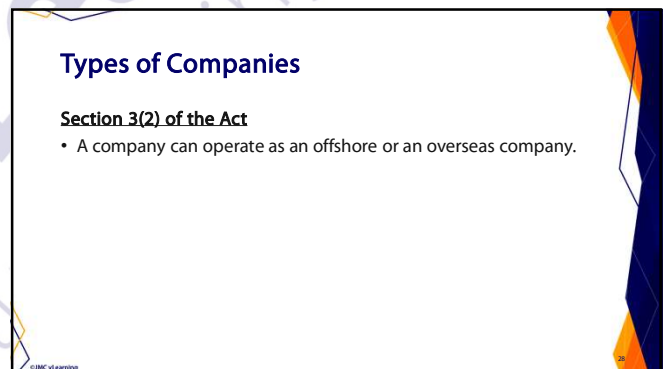 Types of Companies
Section 3(2) of the Act
• A company can operate as an offshore or an overseas company.
©JMC vLearning
28